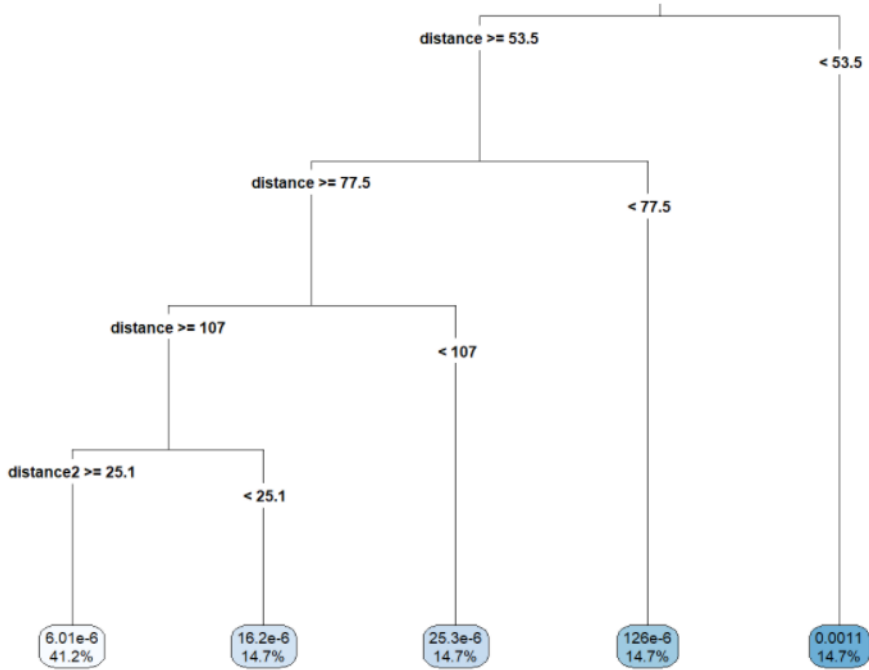 distance >= 53.5
< 53.5
distance >= 77.5
< 77.5
distance >= 107
< 107
distance2 >= 25.1
< 25.1
6.01e-6
41.2%
16.2e-6
14.7%
25.3e-6
14.7%
126e-6
14.7%
0.0011
14.7%